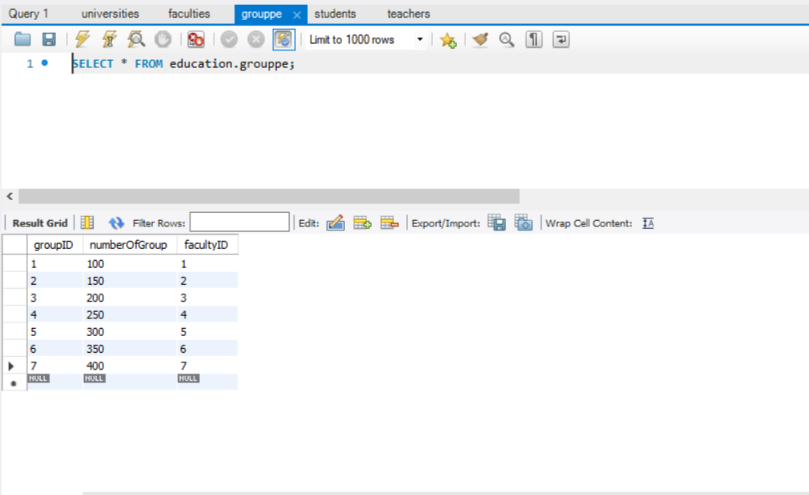 Query 1 universities faculties grouppe students teachers
Limit to 1000 rows
1 SELECT * FROM education.grouppe;
Result Grid Filter Rows: Edit: Export/Import: Wrap Cell Content:
groupID numberOfGroup facultyID
1 100 1
2 150 2
3 200 3
4 250 4
5 300 5
6 350 6
7 400 7
NULL NULL NULL